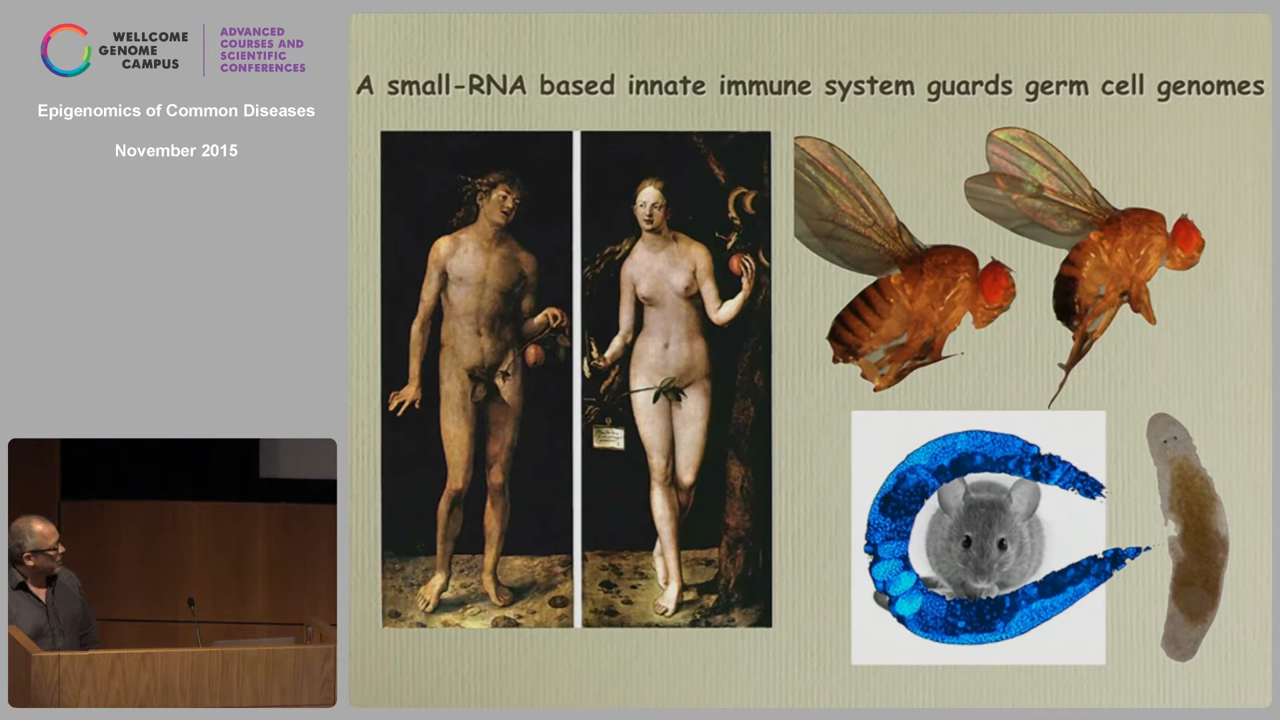 WELLCOME
GENOME
CAMPUS
ADVANCED
COURSES AND
SCIENTIFIC
CONFERENCES
Epigenomics of Common Diseases
November 2015
A small-RNA based innate immune system guards germ cell genomes